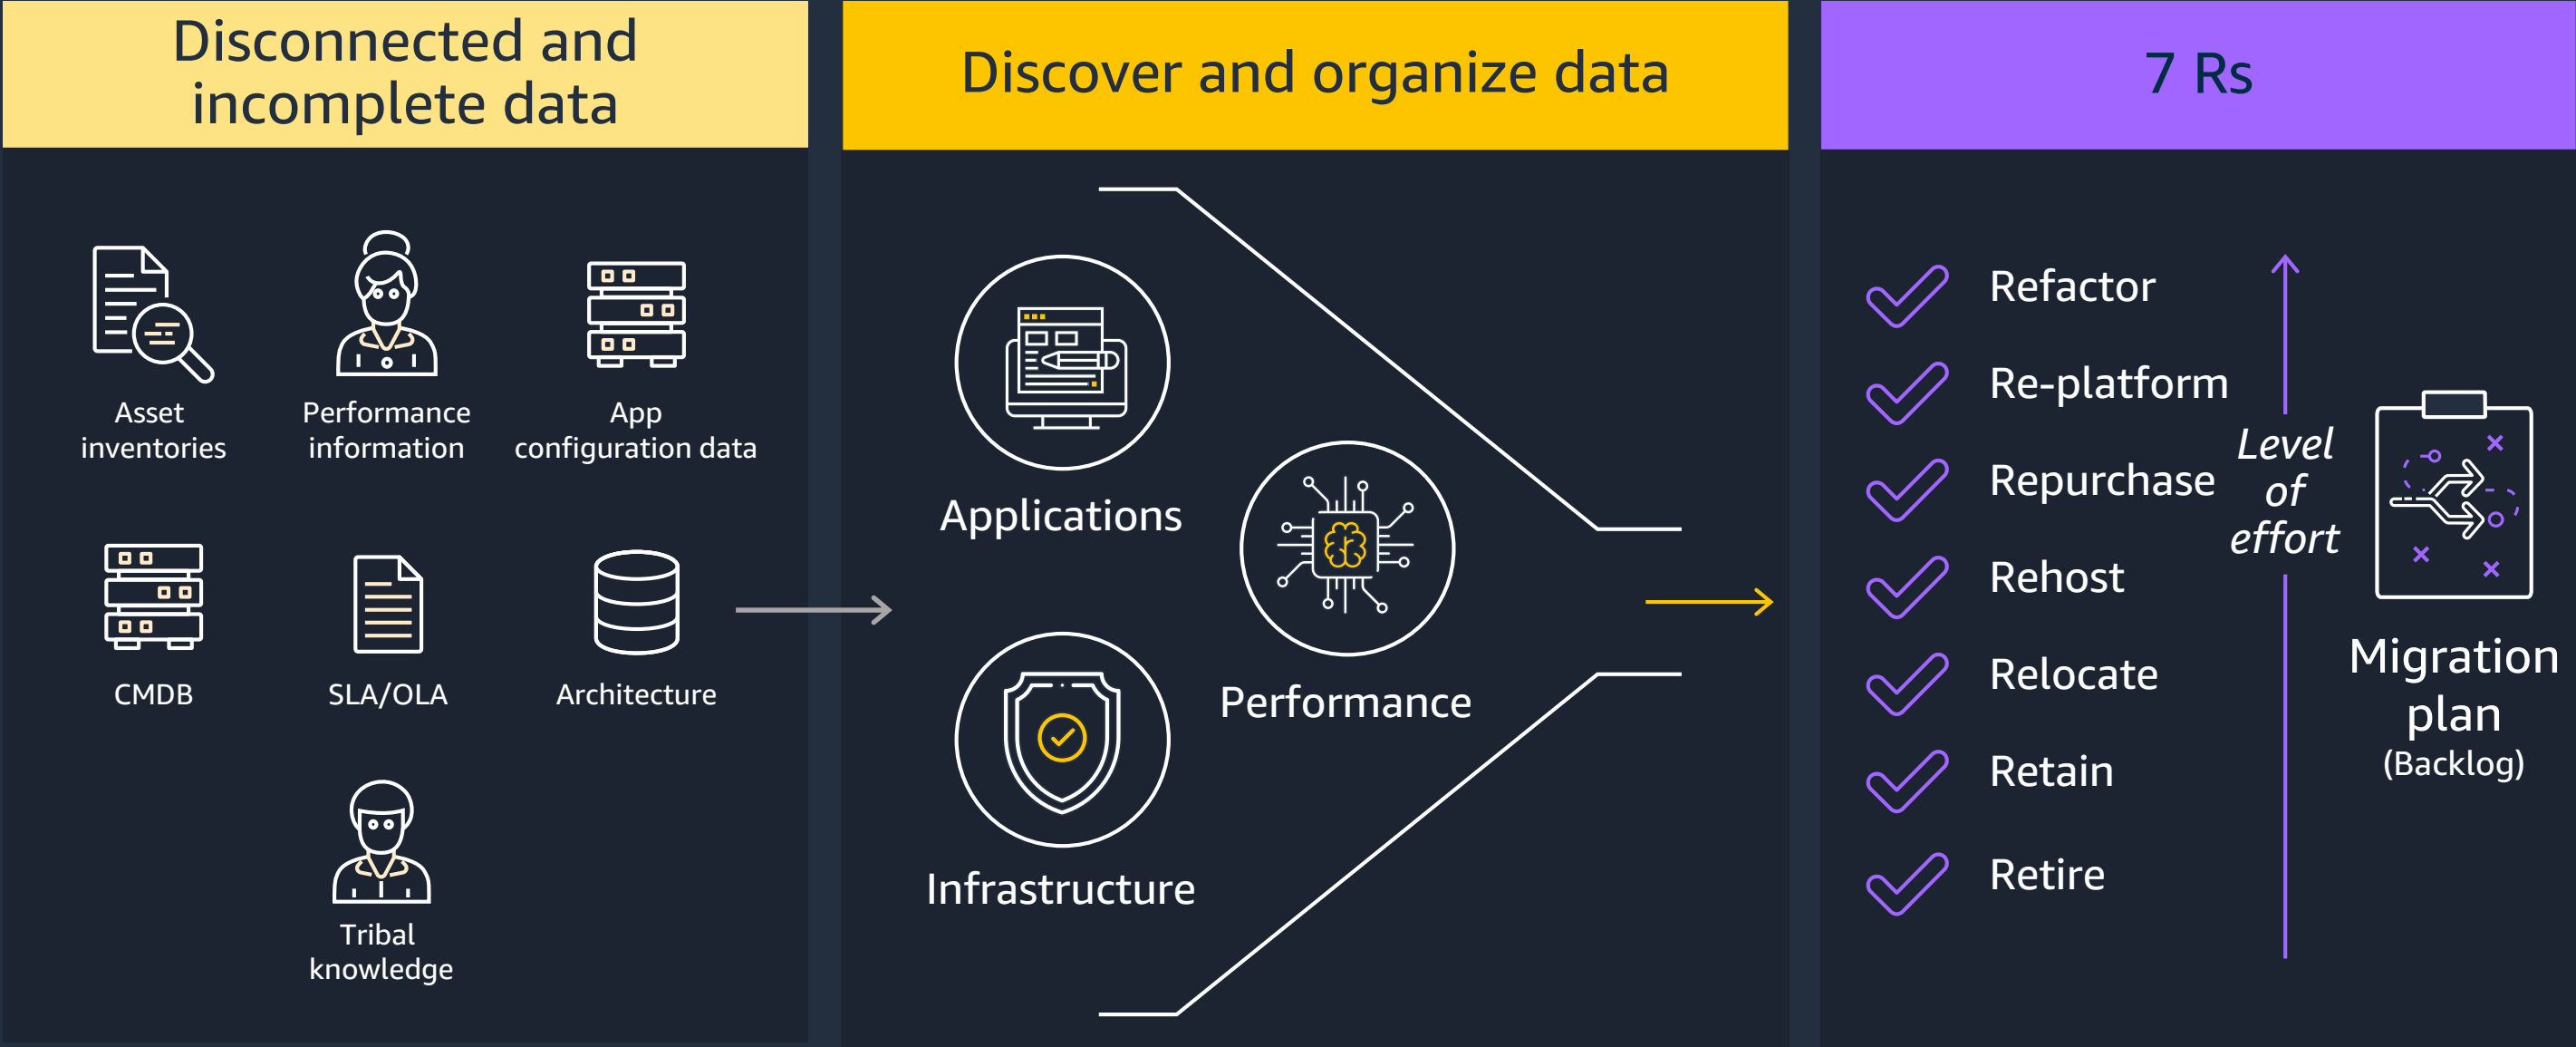 Disconnected and
incomplete data
Asset
inventories
Performance
information
App
configuration data
CMDB
SLA/OLA
Architecture
Tribal
knowledge
Discover and organize data
Applications
Performance
Infrastructure
7 Rs
Refactor
Re-platform
Repurchase
Rehost
Relocate
Retain
Retire
Level
of
effort
Migration
plan
(Backlog)